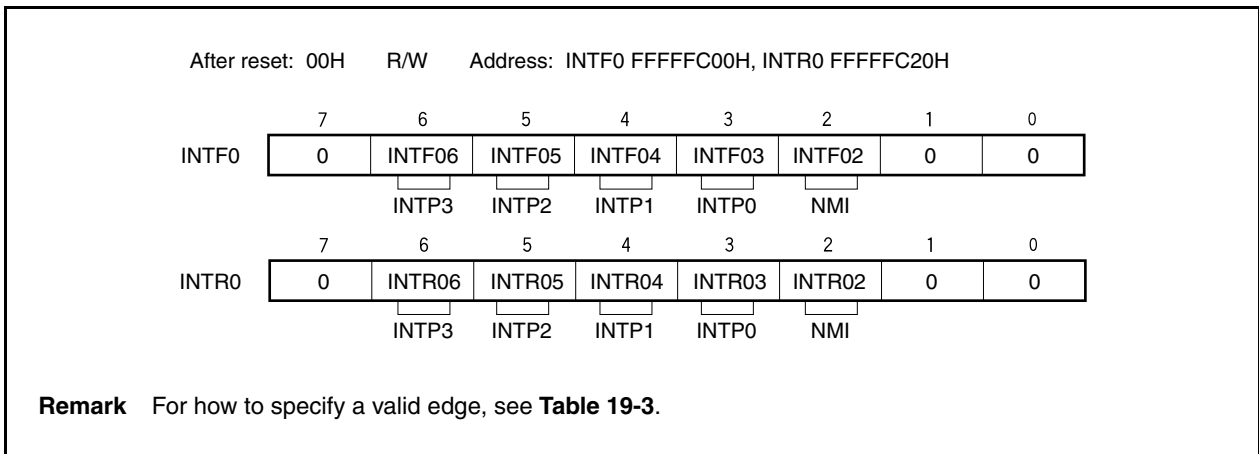 After reset: 00H R/W Address: INTF0 FFFFFC00H, INTR0 FFFFFC20H
7 6 5 4 3 2 1 0
INTF0 0 INTF06 INTF05 INTF04 INTF03 INTF02 0 0
INTP3 INTP2 INTP1 INTP0 NMI
7 6 5 4 3 2 1 0
INTR0 0 INTR06 INTR05 INTR04 INTR03 INTR02 0 0
INTP3 INTP2 INTP1 INTP0 NMI
Remark For how to specify a valid edge, see Table 19-3.